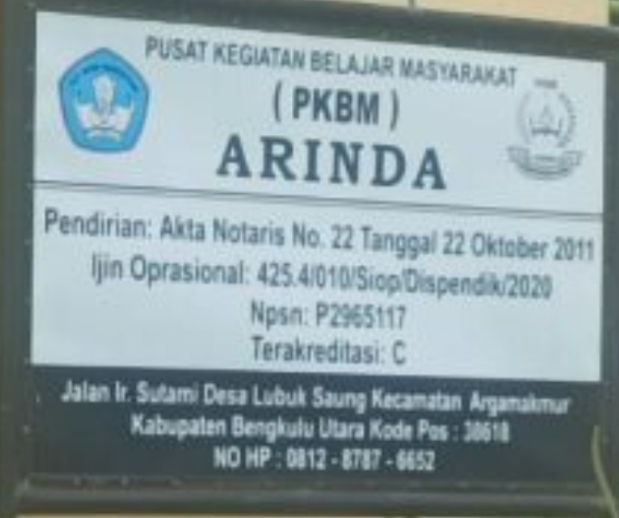 PUSAT KEGIATAN BELAJAR MASYARAKAT
( PKBM )
ARINDA
Pendirian: Akta Notaris No. 22 Tanggal 22 Oktober 2011
Ijin Oprasional: 425.4/010/Siop/Dispendik/2020
Npsn: P2965117
Terakreditasi: C
Jalan Ir. Sutami Desa Lubuk Saung Kecamatan Argamakmur
Kabupaten Bengkulu Utara Kode Pos : 38618
NO HP : 0812 - 8787 - 6652